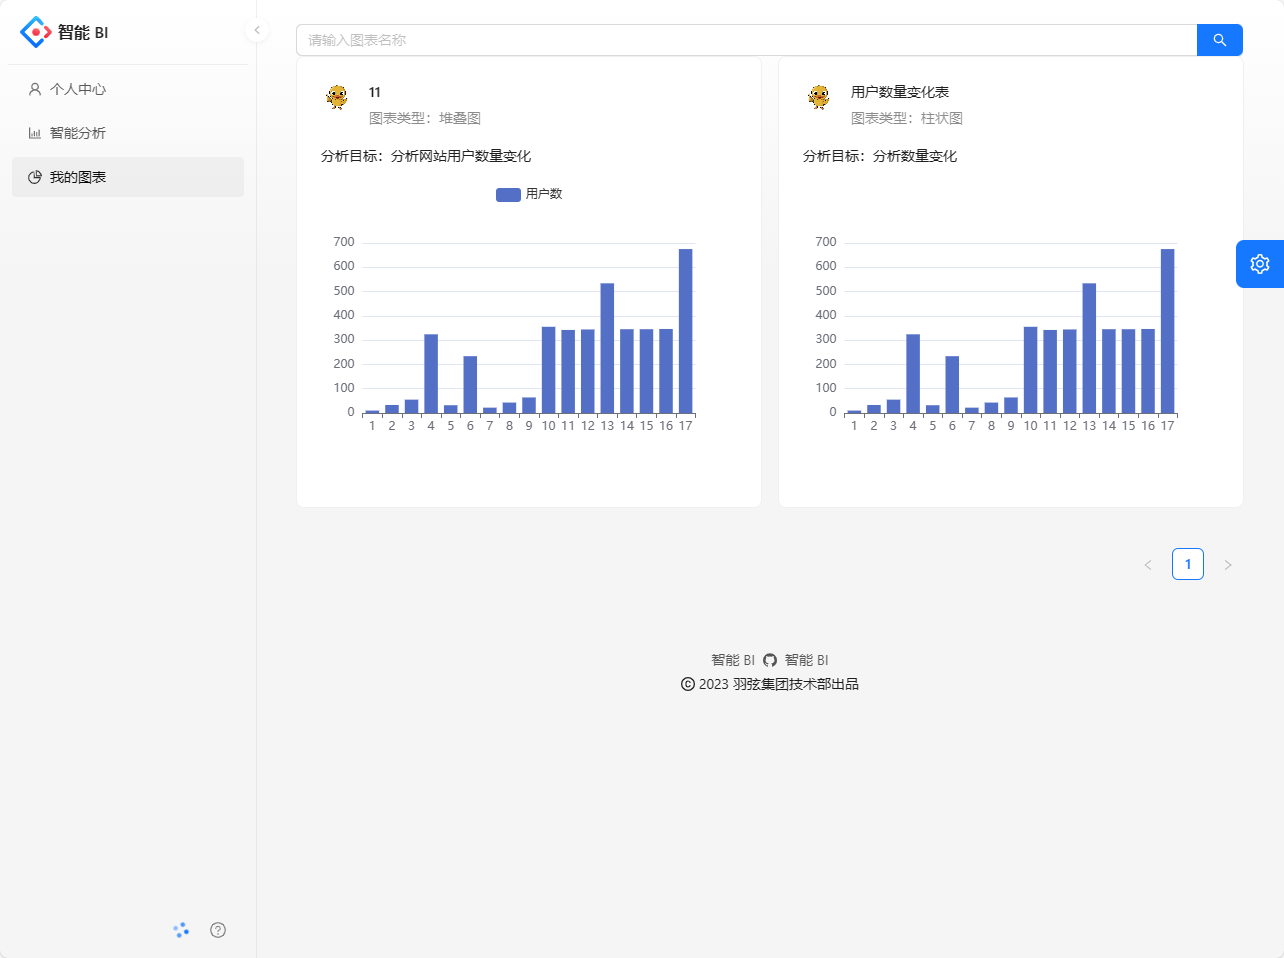 智能 BI
个人中心
智能分析
我的图表
请输入图表名称
11
图表类型：堆叠图
分析目标：分析网站用户数量变化
用户数
700
600
500
400
300
200
100
0
1 2 3 4 5 6 7 8 9 10 11 12 13 14 15 16 17
用户数量变化表
图表类型：柱状图
分析目标：分析数量变化
700
600
500
400
300
200
100
0
1 2 3 4 5 6 7 8 9 10 11 12 13 14 15 16 17
1
智能 BI 智能 BI
© 2023 羽弦集团技术部出品